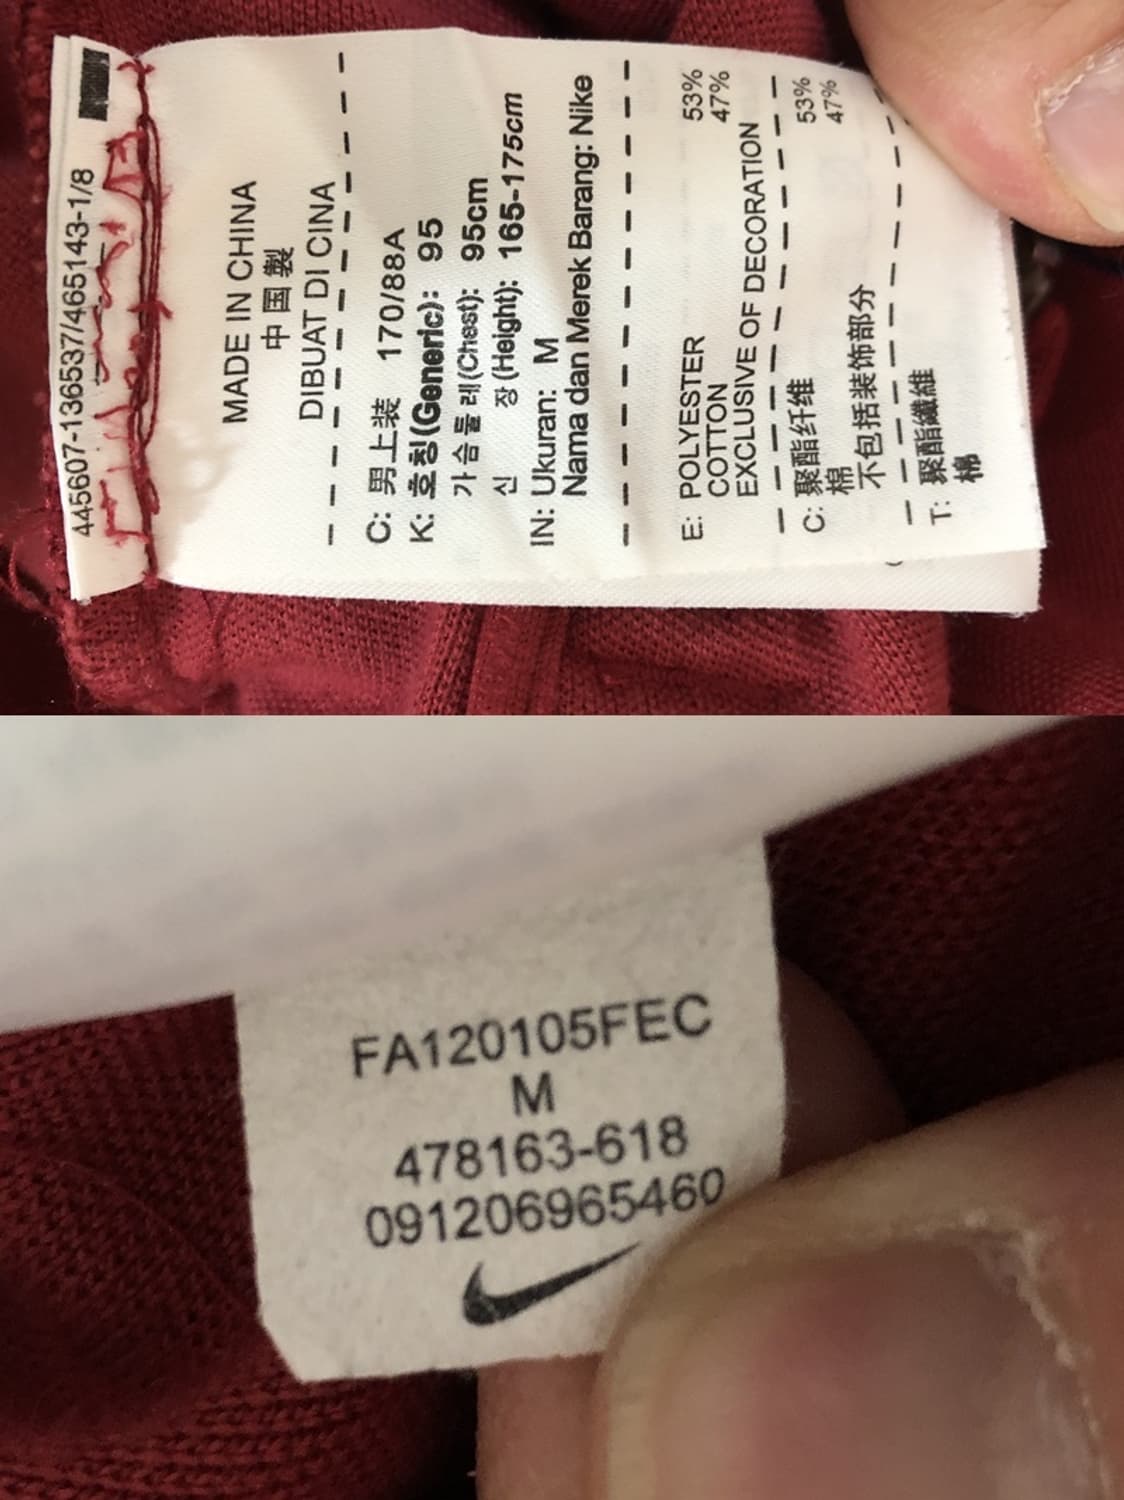 445607-136537/465143-1/8
MADE IN CHINA
中国製
DIBUAT DI CINA
C: 男上装 170/88A
K: 호칭(Generic): 95
가슴둘레(Chest): 95cm
신 장(Height): 165-175cm
IN: Ukuran: M
Nama dan Merek Barang: Nike
E: POLYESTER 53%
COTTON 47%
EXCLUSIVE OF DECORATION
C: 聚酯纤维 53%
棉 47%
不包括装饰部分
T: 聚酯纖維
棉
FA120105FEC
M
478163-618
091206965460